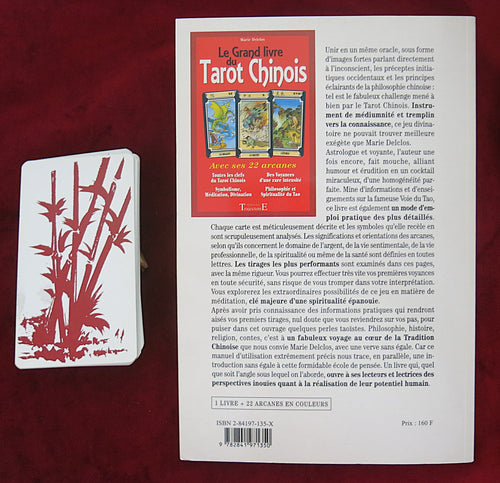 Marie Delclos
Le Grand livre
du
Tarot Chinois
Avec ses 22 arcanes
Toutes les clefs
du Tarot Chinois
Des Voyances
d'une rare intensité
Symbolisme,
Méditation, Divination
Philosophie et
Spiritualité du Tao
TrajectoirE
Unir en un même oracle, sous forme
d'images fortes parlant directement
à l'inconscient, les préceptes initia-
tiques occidentaux et les principes
éclairants de la philosophie chinoise :
tel est le fabuleux challenge mené à
bien par le Tarot Chinois. Instru-
ment de médiumnité et tremplin
vers la connaissance, ce jeu divina-
toire ne pouvait trouver meilleure
exégète que Marie Delclos.
Astrologue et voyante, l'auteur une
fois encore, fait mouche, alliant
humour et érudition en un cocktail
miraculeux, d'une homogénéité par-
faite. Mine d'informations et d'ensei-
gnements sur la fameuse Voie du Tao,
ce livre est également un mode d'em-
ploi pratique des plus détaillés.
Chaque carte est méticuleusement décrite et les symboles qu'elle recèle en
sont scrupuleusement analysés. Les significations et orientations des arcanes,
selon qu'ils concernent le domaine de l'argent, de la vie sentimentale, de la vie
professionnelle, de la spiritualité ou même de la santé sont définies en toutes
lettres. Les tirages les plus performants sont examinés dans ces pages,
avec la même rigueur. Vous pourrez effectuer très vite vos premières voyances
en toute sécurité, sans risque de vous tromper dans votre interprétation.
Vous explorerez les extraordinaires possibilités de ce jeu en matière de
méditation, clé majeure d'une spiritualité épanouie.
Après avoir pris connaissance des informations pratiques qui rendront
aisés vos premiers tirages, nul doute que vous reviendrez sur vos pas, pour
puiser dans cet ouvrage quelques perles taoïstes. Philosophie, histoire,
religion, contes, c'est à un fabuleux voyage au cœur de la Tradition
Chinoise que nous convie Marie Delclos, avec une verve sans égale. Car ce
manuel d'utilisation extrêmement précis nous trace, en parallèle, une in-
troduction sans égale à cette formidable école de pensée. Un livre qui, quel
que soit l'angle sous lequel on l'aborde, ouvre à ses lecteurs et lectrices des
perspectives inouïes quant à la réalisation de leur potentiel humain.
1 LIVRE + 22 ARCANES EN COULEURS
ISBN 2-84197-135-X
Prix : 160 F
9 782841 971350